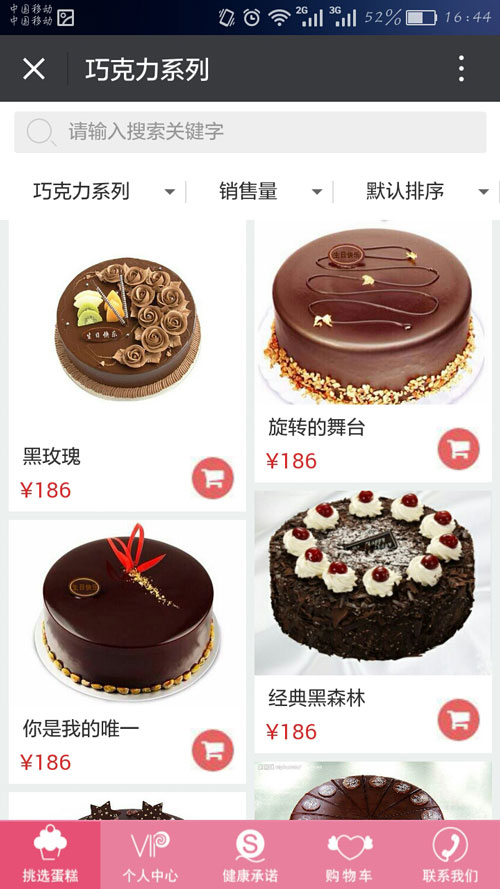 中国移动
中国移动
2G
3G
52%
16:44
巧克力系列
请输入搜索关键字
巧克力系列
销售量
默认排序
生日快乐
生日快乐
旋转的舞台
¥186
黑玫瑰
¥186
生日快乐
经典黑森林
¥186
你是我的唯一
¥186
挑选蛋糕
VIP
个人中心
S
健康承诺
购物车
联系我们